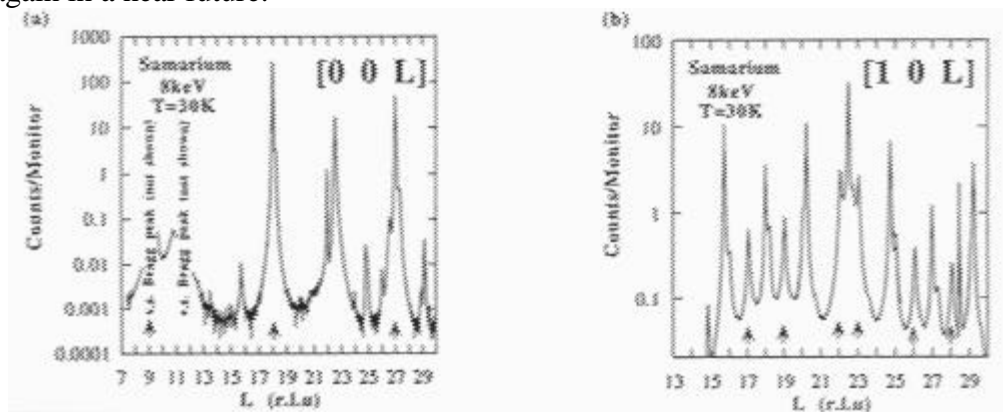 again in a near future.
(a)
1000
100
10
1
0.1
0.01
0.001
0.0001
Counts/Monitor
Samarium
8keV
T=30K
[0 0 L]
v.s. Bragg peak (not shown)
v.s. Bragg peak (not shown)
7 9 11 13 15 17 19 21 23 25 27 29
L (r.l.u)
(b)
100
10
1
0.1
Counts/Monitor
Samarium
8keV
T=30K
[1 0 L]
13 15 17 19 21 23 25 27 29
L (r.l.u)